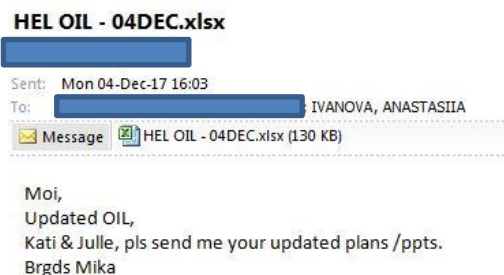 HEL OIL - 04DEC.xlsx
Sent: Mon 04-Dec-17 16:03
To: ; IVANOVA, ANASTASIIA
Message HEL OIL - 04DEC.xlsx (130 KB)
Moi,
Updated OIL,
Kati & Julle, pls send me your updated plans /ppts.
Brgds Mika